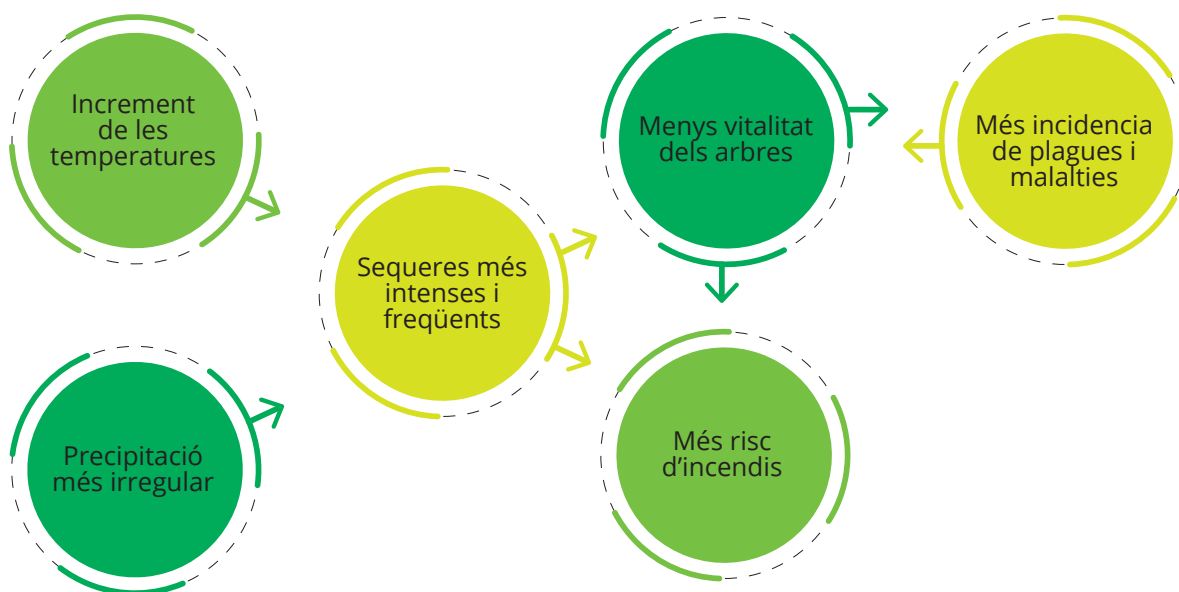 Increment
de les
temperatures
Precipitació
més irregular
Sequeres més
intenses i
freqüents
Menys vitalitat
dels arbres
Més risc
d’incendis
Més incidencia
de plagues i
malalties